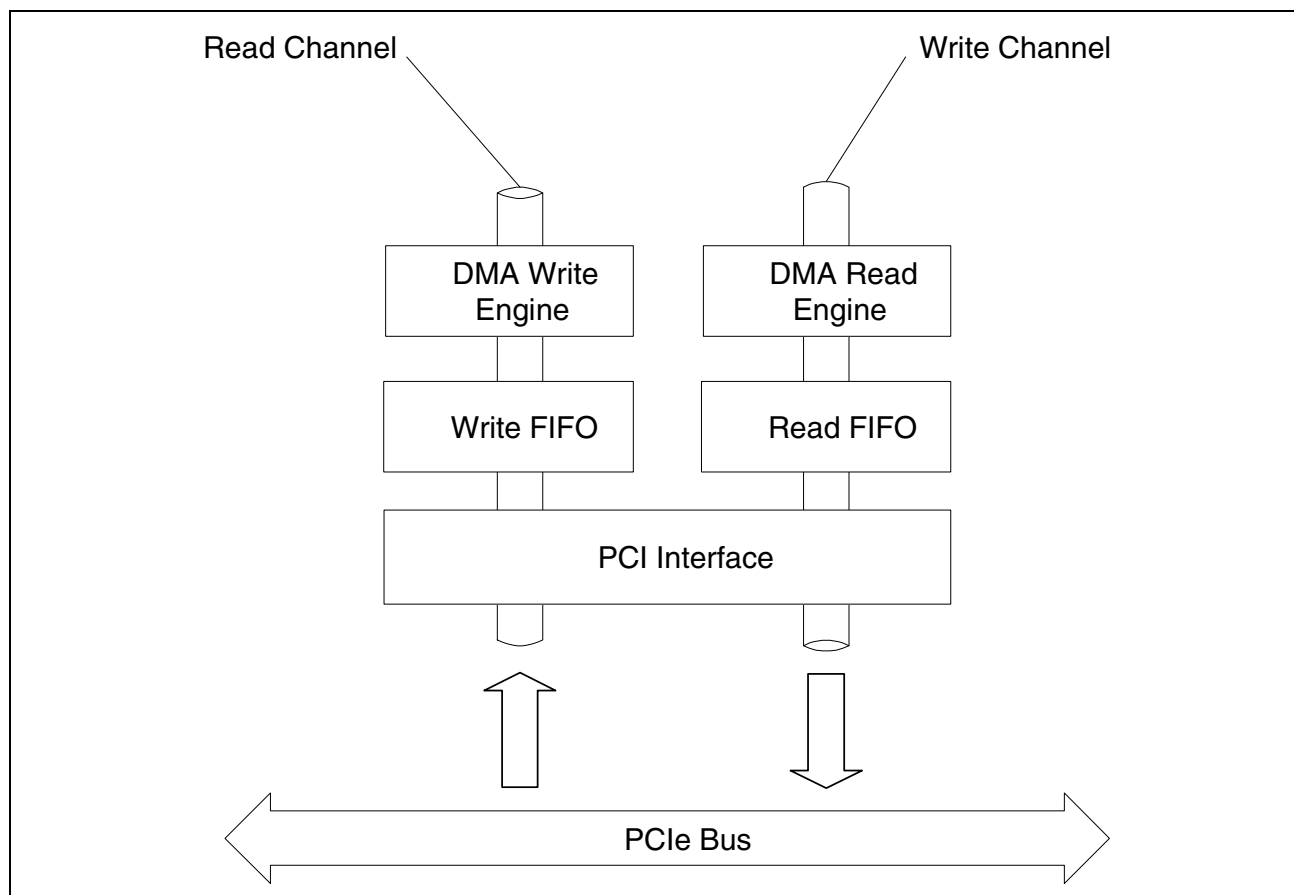 Read Channel
Write Channel
DMA Write
Engine
DMA Read
Engine
Write FIFO
Read FIFO
PCI Interface
PCIe Bus